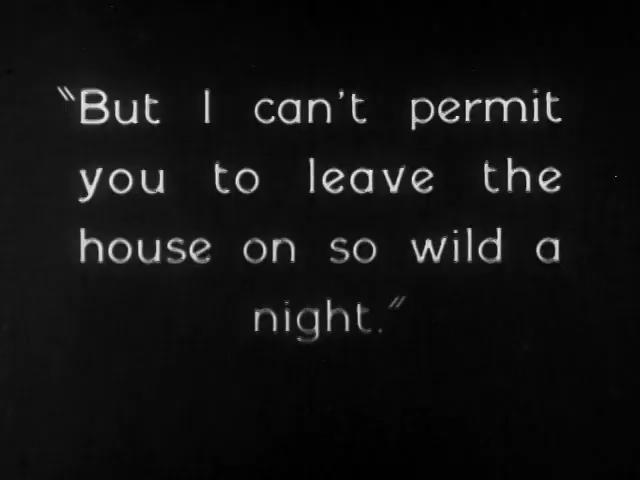 "But I can't permit
you to leave the
house on so wild a
night."